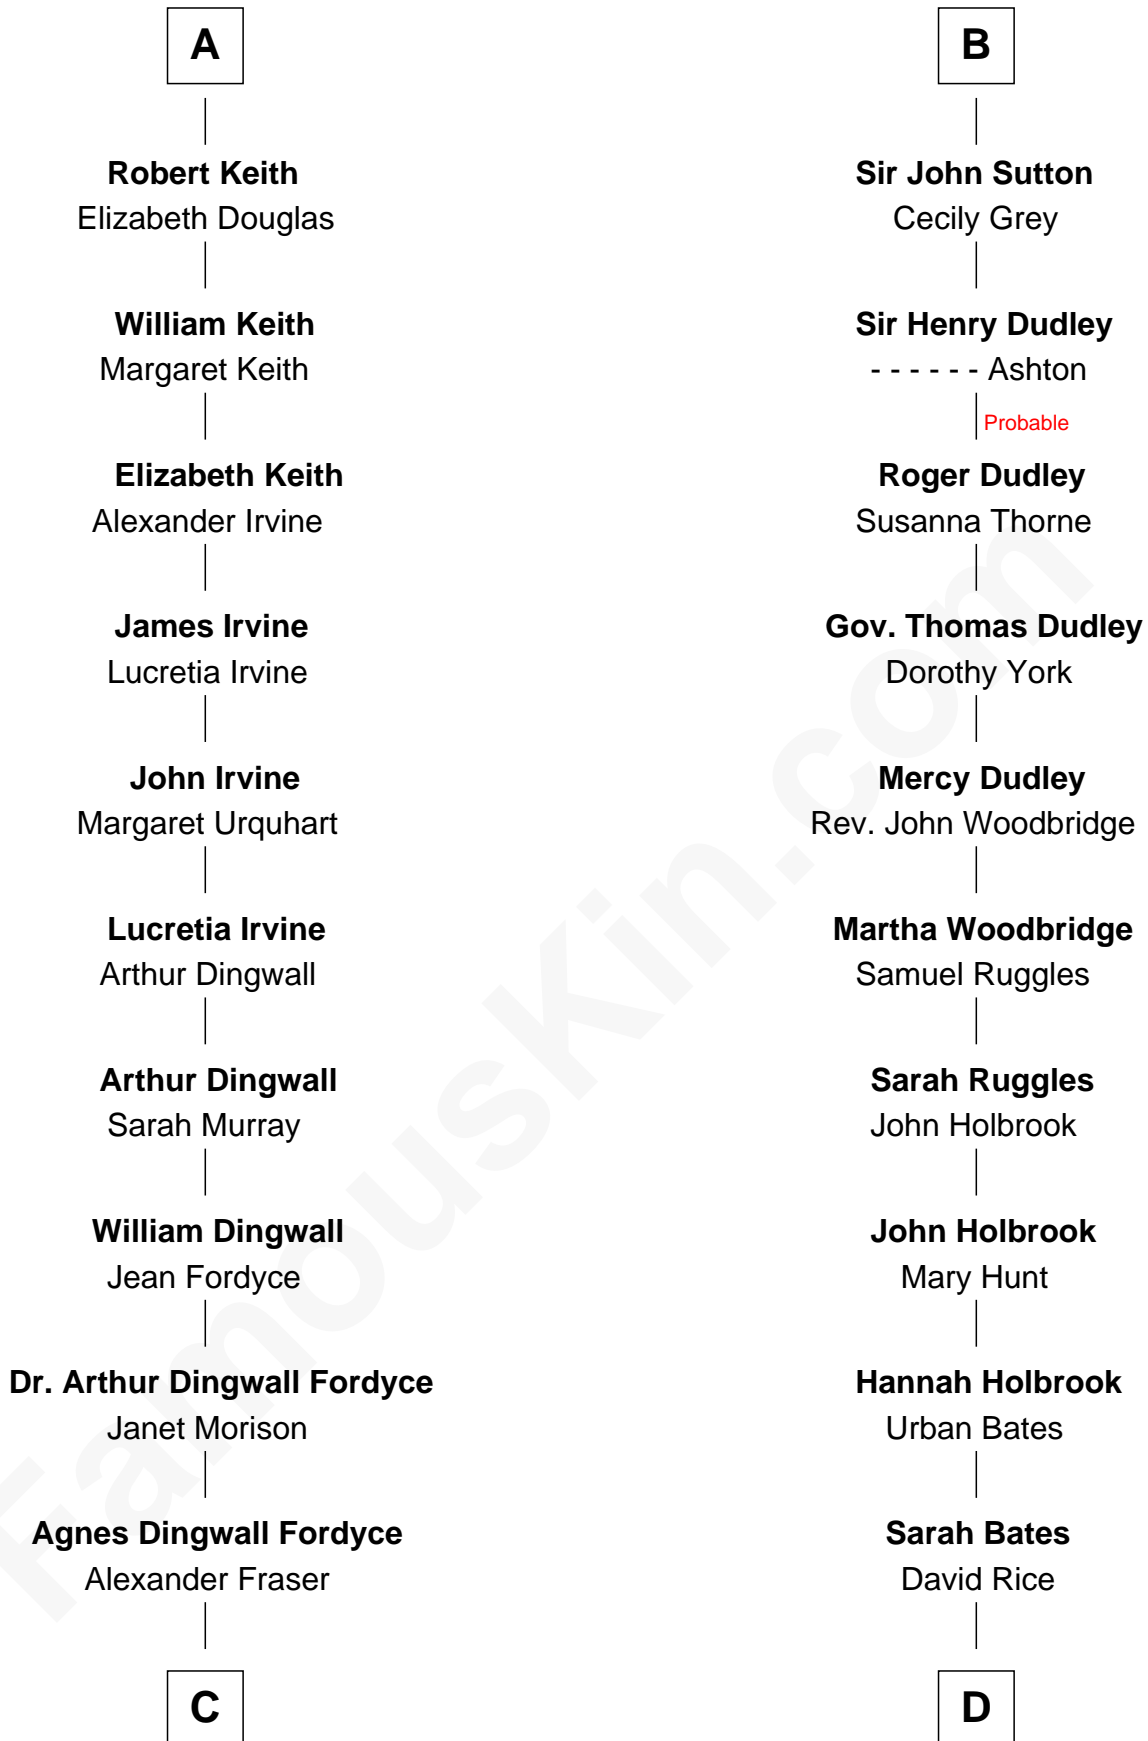 A
Robert Keith
Elizabeth Douglas
William Keith
Margaret Keith
Elizabeth Keith
Alexander Irvine
James Irvine
Lucretia Irvine
John Irvine
Margaret Urquhart
Lucretia Irvine
Arthur Dingwall
Arthur Dingwall
Sarah Murray
William Dingwall
Jean Fordyce
Dr. Arthur Dingwall Fordyce
Janet Morison
Agnes Dingwall Fordyce
Alexander Fraser
C
B
Sir John Sutton
Cecily Grey
Sir Henry Dudley
- - - - - - Ashton
Probable
Roger Dudley
Susanna Thorne
Gov. Thomas Dudley
Dorothy York
Mercy Dudley
Rev. John Woodbridge
Martha Woodbridge
Samuel Ruggles
Sarah Ruggles
John Holbrook
John Holbrook
Mary Hunt
Hannah Holbrook
Urban Bates
Sarah Bates
David Rice
D
FamousKin.com